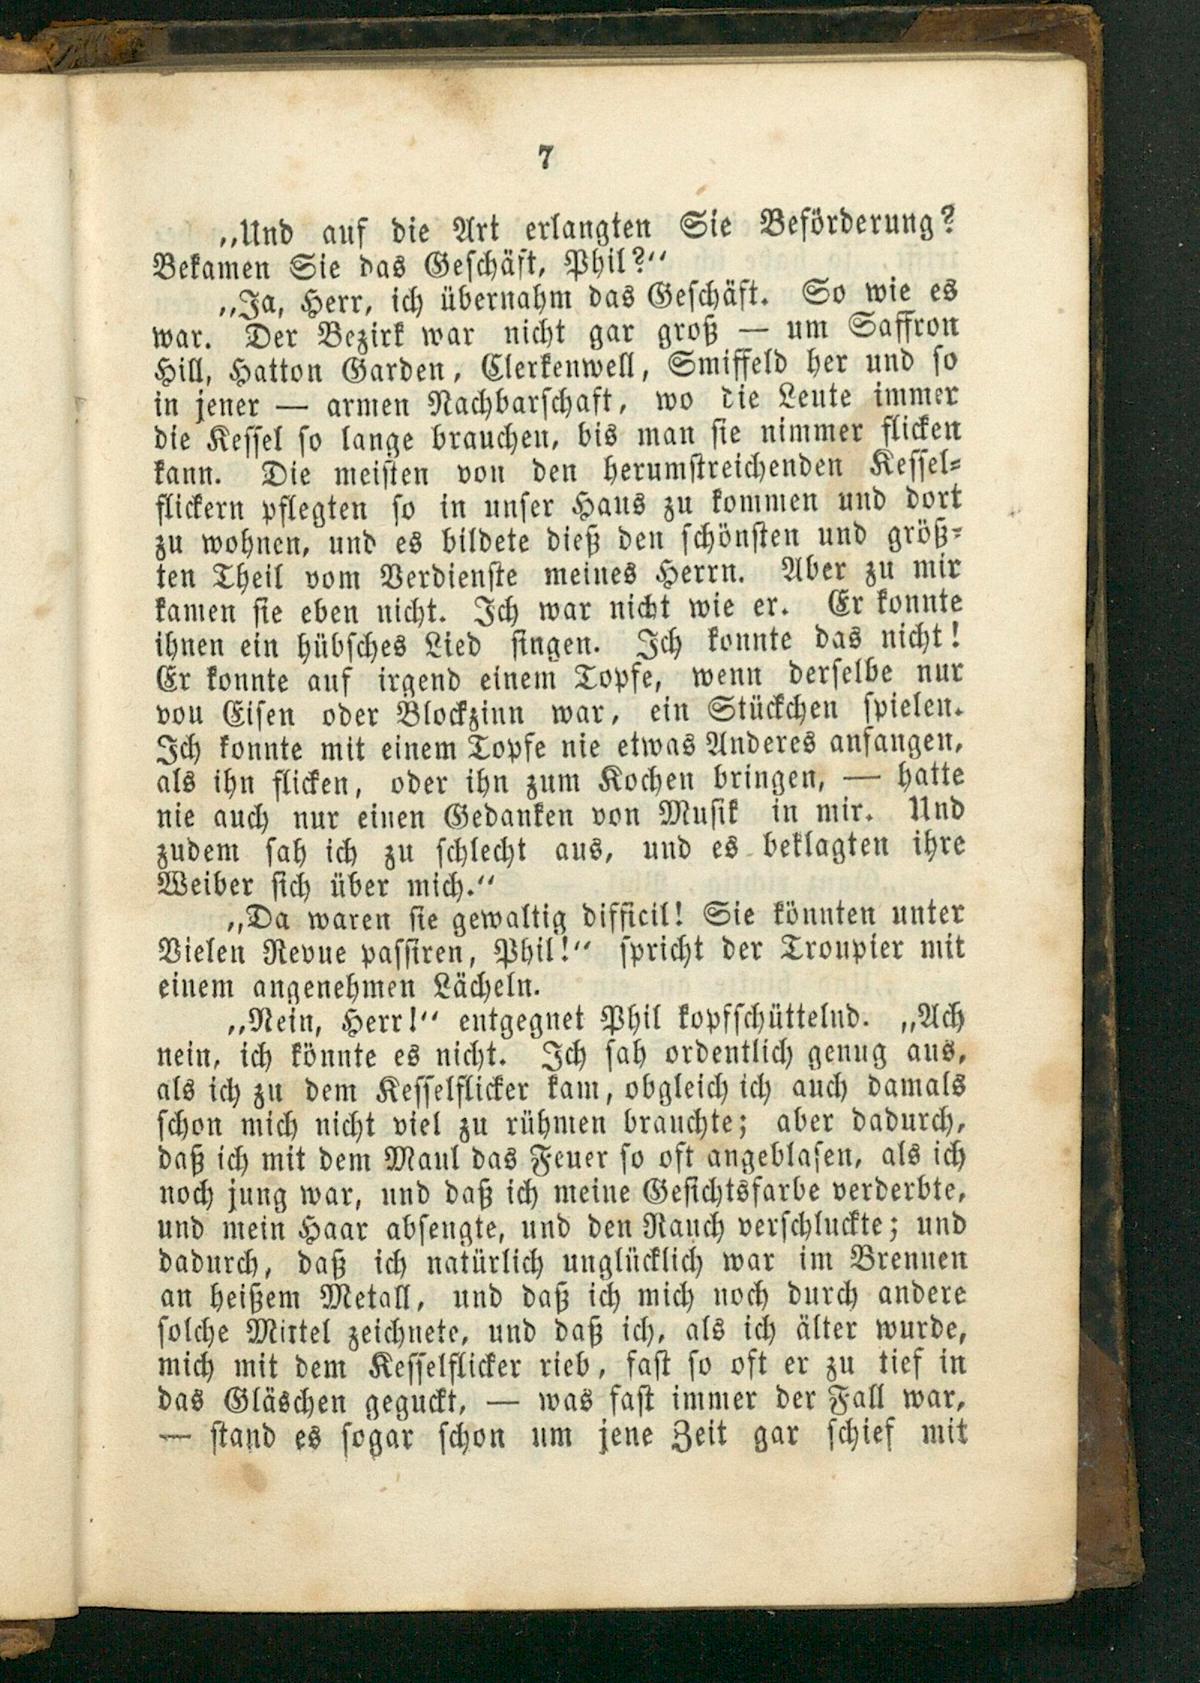 7
„Und auf die Art erlangten Sie Beförderung?
Bekamen Sie das Geschäft, Phil?“
„Ja, Herr, ich übernahm das Geschäft. So wie es
war. Der Bezirk war nicht gar groß — um Saffron
Hill, Hatton Garden, Clerkenwell, Smiffeld her und so
in jener — armen Nachbarschaft, wo die Leute immer
die Kessel so lange brauchen, bis man sie nimmer flicken
kann. Die meisten von den herumstreichenden Kessel-
flickern pflegten so in unser Haus zu kommen und dort
zu wohnen, und es bildete dieß den schönsten und größ-
ten Theil vom Verdienste meines Herrn. Aber zu mir
kamen sie eben nicht. Ich war nicht wie er. Er konnte
ihnen ein hübsches Lied singen. Ich konnte das nicht!
Er konnte auf irgend einem Topfe, wenn derselbe nur
vou Eisen oder Blockzinn war, ein Stückchen spielen.
Ich konnte mit einem Topfe nie etwas Anderes anfangen,
als ihn flicken, oder ihn zum Kochen bringen, — hatte
nie auch nur einen Gedanken von Musik in mir. Und
zudem sah ich zu schlecht aus, und es beklagten ihre
Weiber sich über mich.“
„Da waren sie gewaltig difficil! Sie könnten unter
Vielen Revue passiren, Phil!“ spricht der Troupier mit
einem angenehmen Lächeln.
„Nein, Herr!“ entgegnet Phil kopfschüttelnd. „Ach
nein, ich könnte es nicht. Ich sah ordentlich genug aus,
als ich zu dem Kesselflicker kam, obgleich ich auch damals
schon mich nicht viel zu rühmen brauchte; aber dadurch,
daß ich mit dem Maul das Feuer so oft angeblasen, als ich
noch jung war, und daß ich meine Gesichtsfarbe verderbte,
und mein Haar absengte, und den Rauch verschluckte; und
dadurch, daß ich natürlich unglücklich war im Brennen
an heißem Metall, und daß ich mich noch durch andere
solche Mittel zeichnete, und daß ich, als ich älter wurde,
mich mit dem Kesselflicker rieb, fast so oft er zu tief in
das Gläschen geguckt, — was fast immer der Fall war,
— stand es sogar schon um jene Zeit gar schief mit